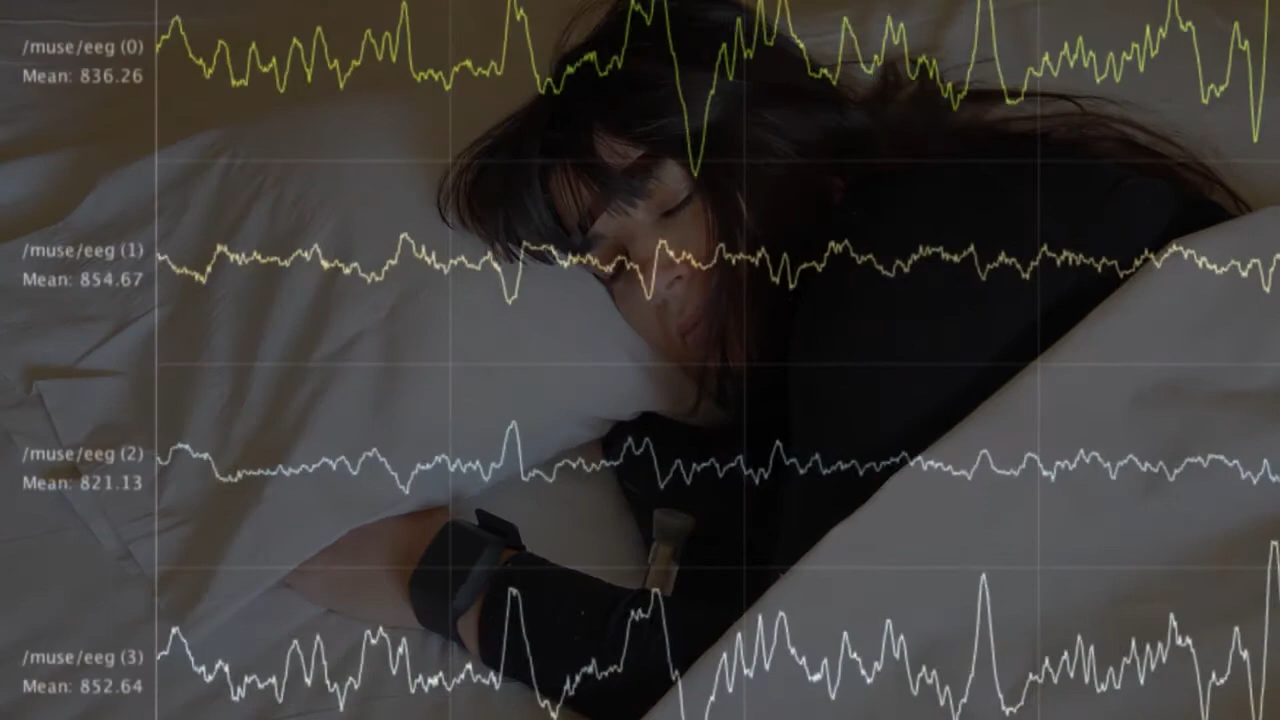 /muse/eeg (0)
Mean: 836.26
/muse/eeg (1)
Mean: 854.67
/muse/eeg (2)
Mean: 821.13
/muse/eeg (3)
Mean: 852.64